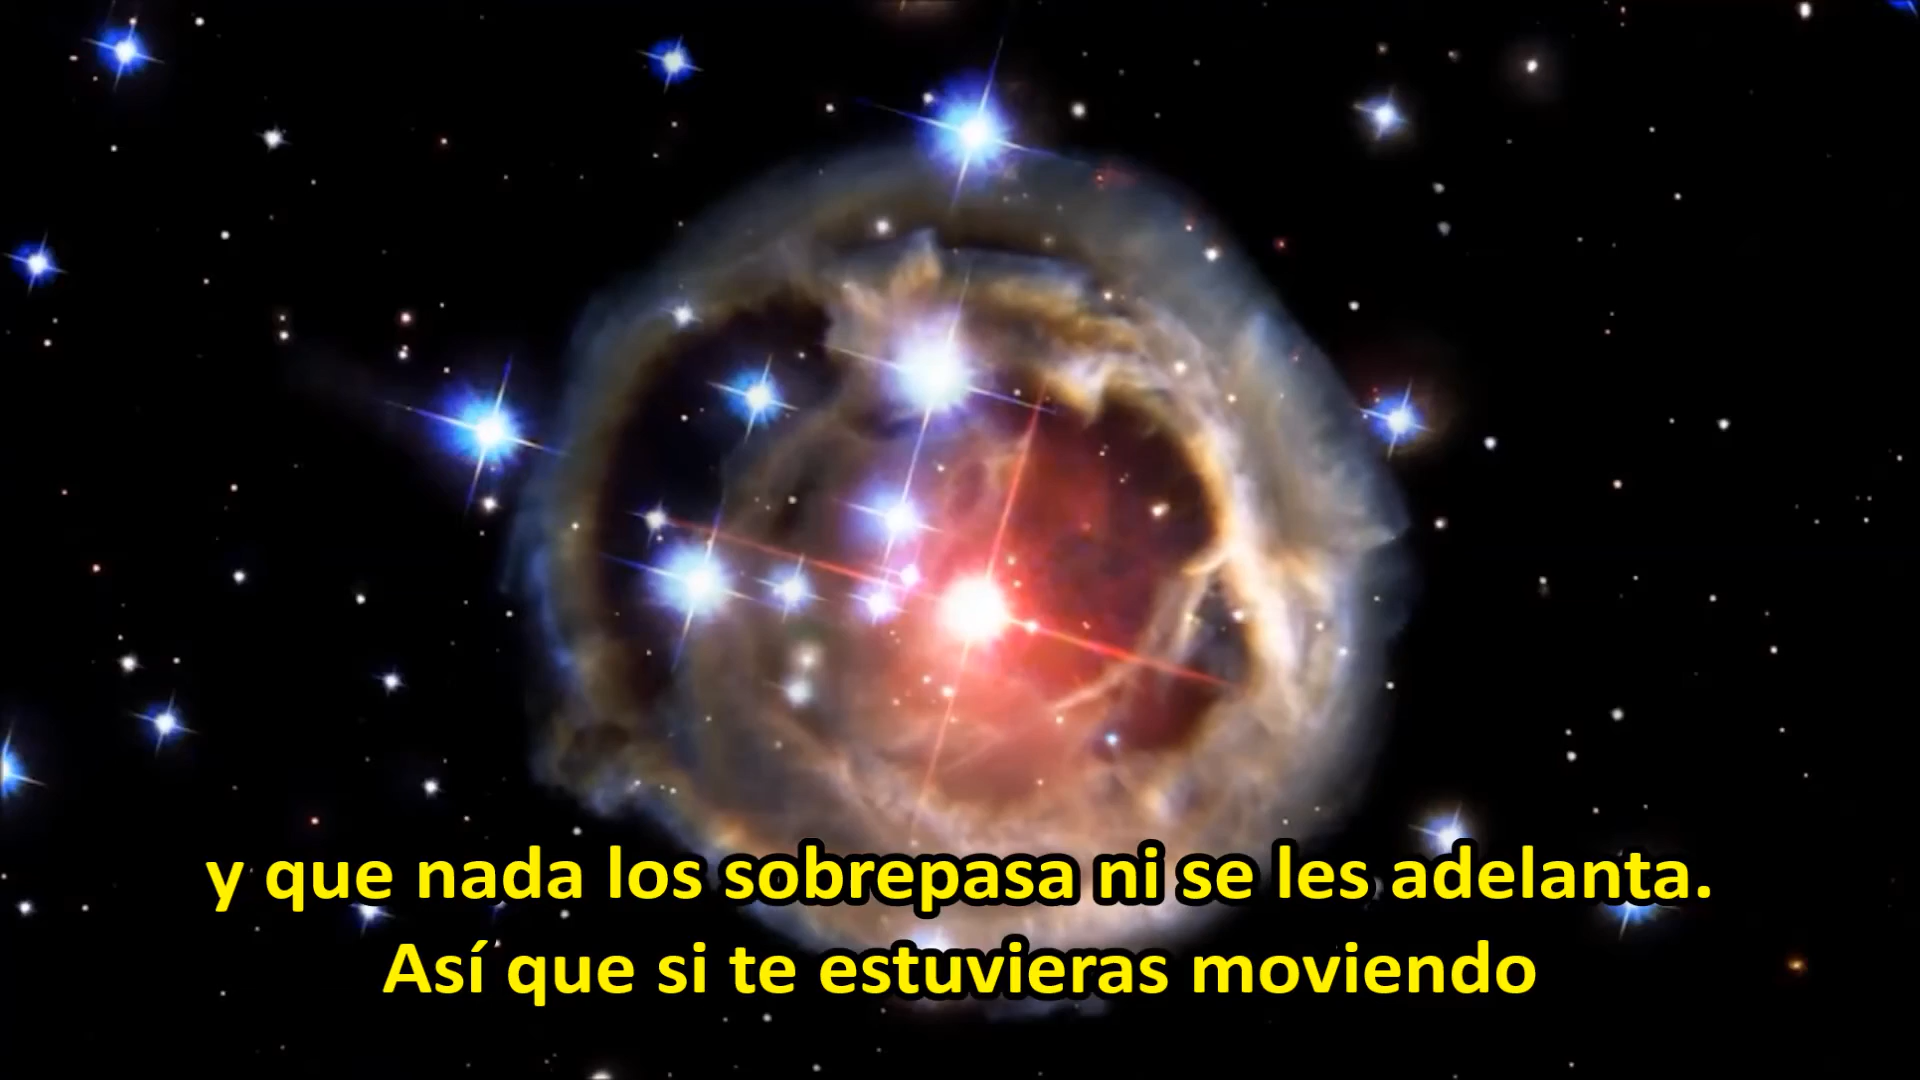 y que nada los sobrepasa ni se les adelanta.
Así que si te estuvieras moviendo